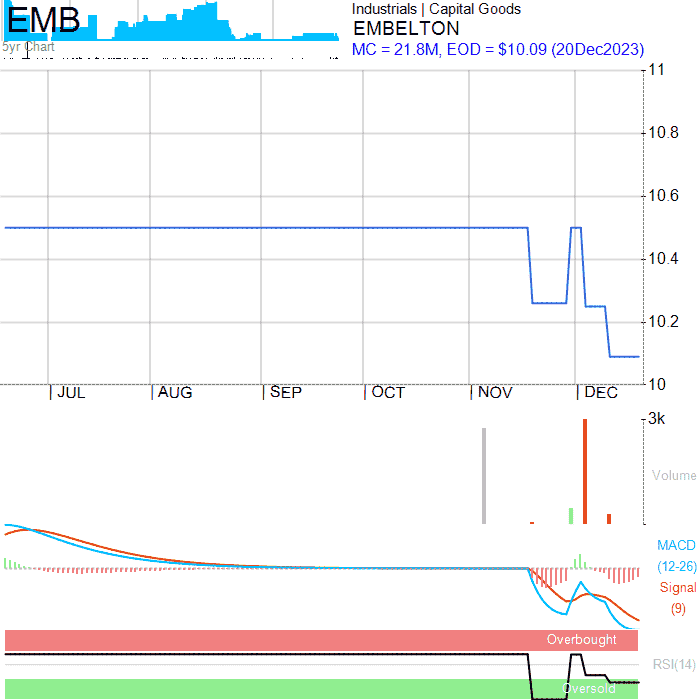 EMB
5yr Chart
Industrials | Capital Goods
EMBELTON
MC = 21.8M, EOD = $10.09 (20Dec2023)
11
10.8
10.6
10.4
10.2
10
JUL
AUG
SEP
OCT
NOV
DEC
3k
Volume
MACD
(12-26)
Signal
(9)
Overbought
RSI(14)
Oversold